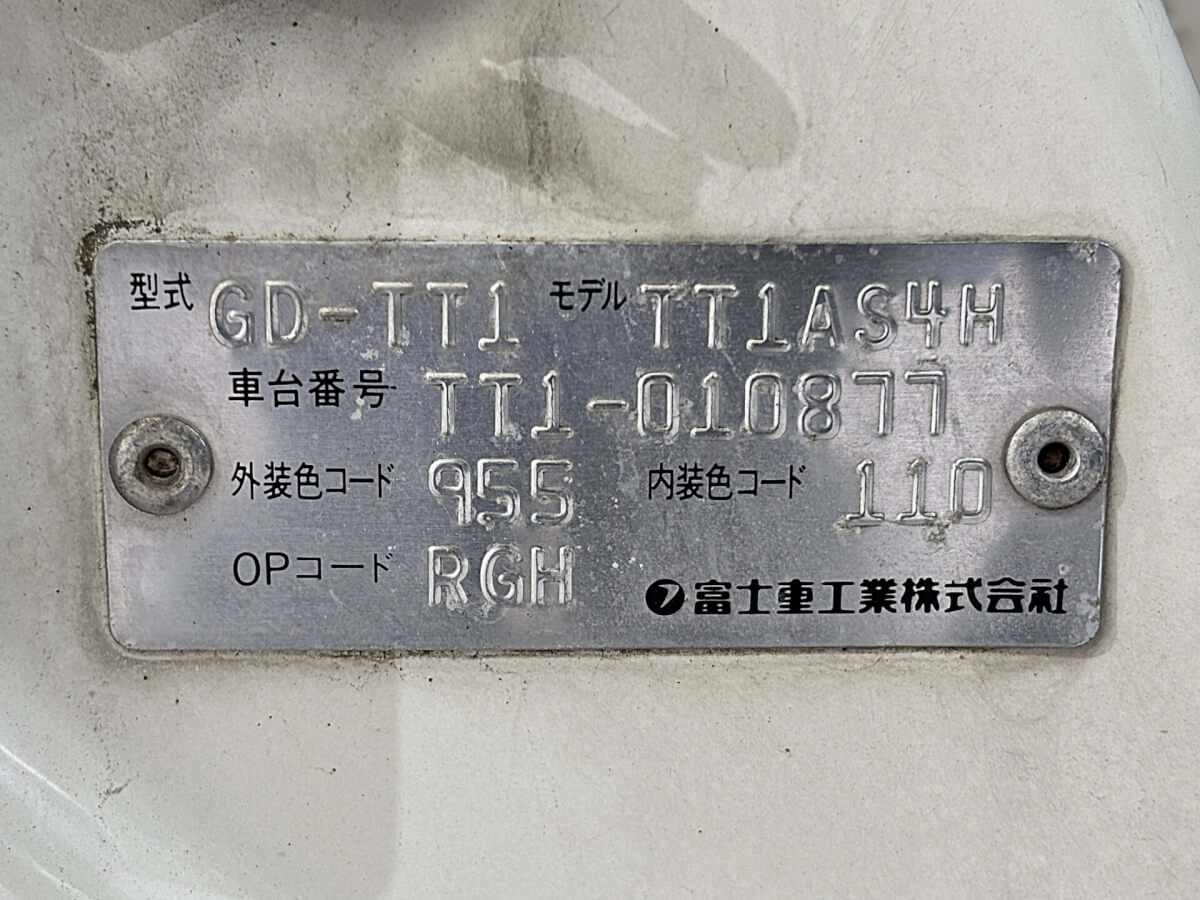 型式 GD-TT1 モデル TT1AS4H
車台番号 TT1-010877
外装色コード 955 内装色コード 110
OPコード RGH 富士重工業株式会社